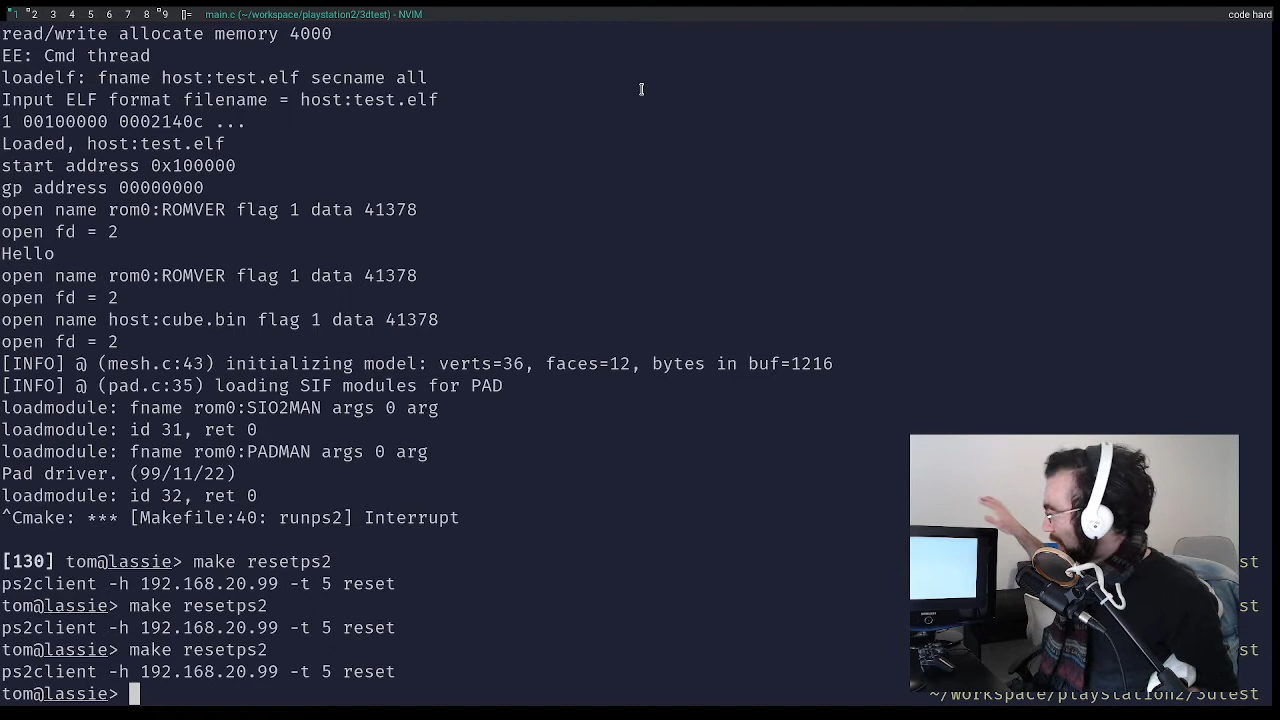 1 2 3 4 5 6 7 8 9 []= main.c (~/workspace/playstation2/3dtest) - NVIM code hard
read/write allocate memory 4000
EE: Cmd thread
loadelf: fname host:test.elf secname all
Input ELF format filename = host:test.elf
1 00100000 0002140c ...
Loaded, host:test.elf
start address 0x100000
gp address 00000000
open name rom0:ROMVER flag 1 data 41378
open fd = 2
Hello
open name rom0:ROMVER flag 1 data 41378
open fd = 2
open name host:cube.bin flag 1 data 41378
open fd = 2
[INFO] @ (mesh.c:43) initializing model: verts=36, faces=12, bytes in buf=1216
[INFO] @ (pad.c:35) loading SIF modules for PAD
loadmodule: fname rom0:SIO2MAN args 0 arg
loadmodule: id 31, ret 0
loadmodule: fname rom0:PADMAN args 0 arg
Pad driver. (99/11/22)
loadmodule: id 32, ret 0
^Cmake: *** [Makefile:40: runps2] Interrupt
[130] tom@lassie> make resetps2 st
ps2client -h 192.168.20.99 -t 5 reset
tom@lassie> make resetps2 st
ps2client -h 192.168.20.99 -t 5 reset
tom@lassie> make resetps2 st
ps2client -h 192.168.20.99 -t 5 reset
tom@lassie> ~/workspace/playstation2/3dtest
SAMSUNG